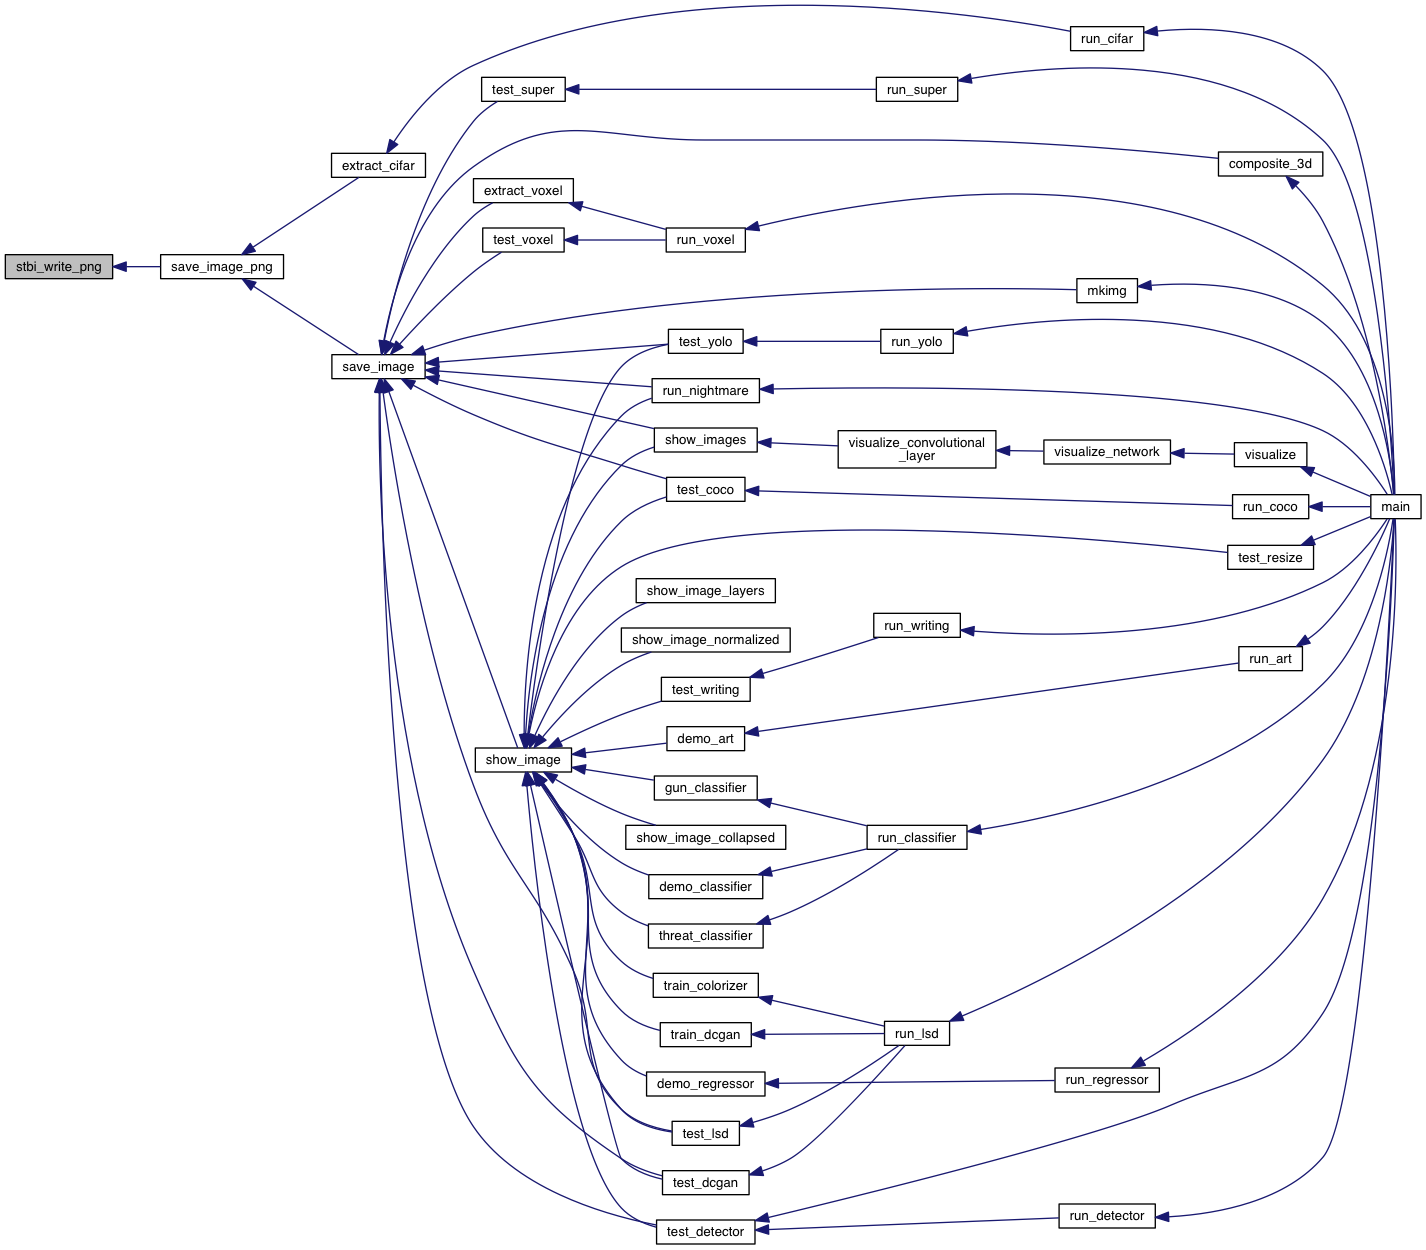 run_cifar
test_super
run_super
extract_cifar
composite_3d
extract_voxel
test_voxel
run_voxel
stbi_write_png
save_image_png
mkimg
test_yolo
run_yolo
save_image
run_nightmare
show_images
visualize_convolutional
_layer
visualize_network
visualize
test_coco
run_coco
main
test_resize
show_image_layers
run_writing
show_image_normalized
run_art
test_writing
demo_art
show_image
gun_classifier
show_image_collapsed
run_classifier
demo_classifier
threat_classifier
train_colorizer
train_dcgan
run_lsd
demo_regressor
run_regressor
test_lsd
test_dcgan
run_detector
test_detector